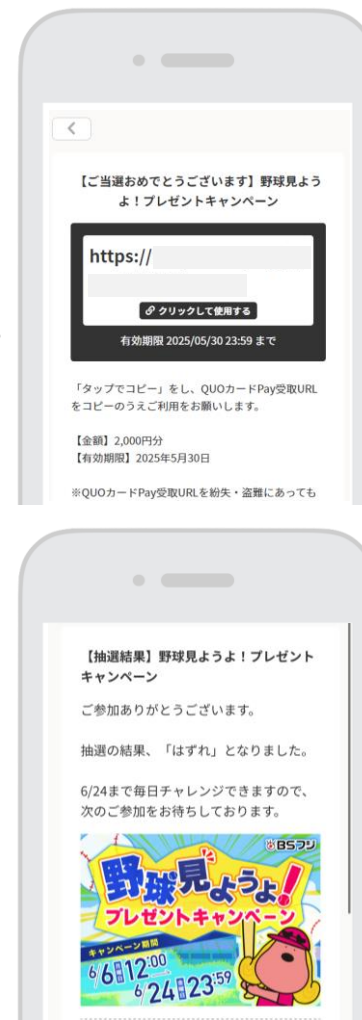 【ご当選おめでとうございます】野球見よう
よ！プレゼントキャンペーン
https://
クリックして使用する
有効期限 2025/05/30 23:59 まで
「タップでコピー」をし、QUOカードPay受取URL
をコピーのうえご利用をお願いします。
【金額】2,000円分
【有効期限】2025年5月30日
※QUOカードPay受取URLを紛失・盗難にあっても
【抽選結果】野球見ようよ！プレゼント
キャンペーン
ご参加ありがとうございます。
抽選の結果、「はずれ」となりました。
6/24まで毎日チャレンジできますので、
次のご参加をお待ちしております。
BSフジ
野球見ようよ!
プレゼントキャンペーン
キャンペーン期間
6/6 12:00
6/24 23:59